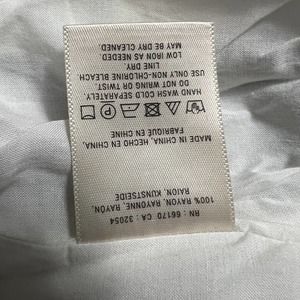 RN : 66170 CA : 32054
100% RAYON, RAYONNE, RAYÓN,
RAION, KUNSTSEIDE
MADE IN CHINA, HECHO EN CHINA,
FABRIQUÉ EN CHINE
HAND WASH COLD SEPARATELY.
DO NOT WRING OR TWIST.
USE ONLY NON-CHLORINE BLEACH
LINE DRY
LOW IRON AS NEEDED
MAY BE DRY CLEANED